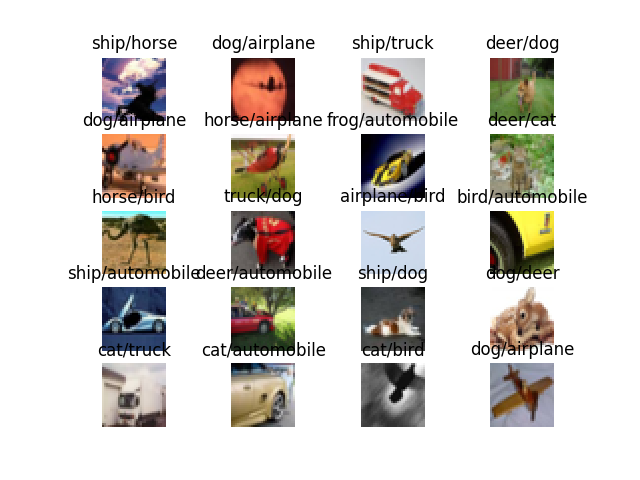 ship/horse dog/airplane ship/truck deer/dog
dog/airplane horse/airplane frog/automobile deer/cat
horse/bird truck/dog airplane/bird bird/automobile
ship/automobile deer/automobile ship/dog dog/deer
cat/truck cat/automobile cat/bird dog/airplane